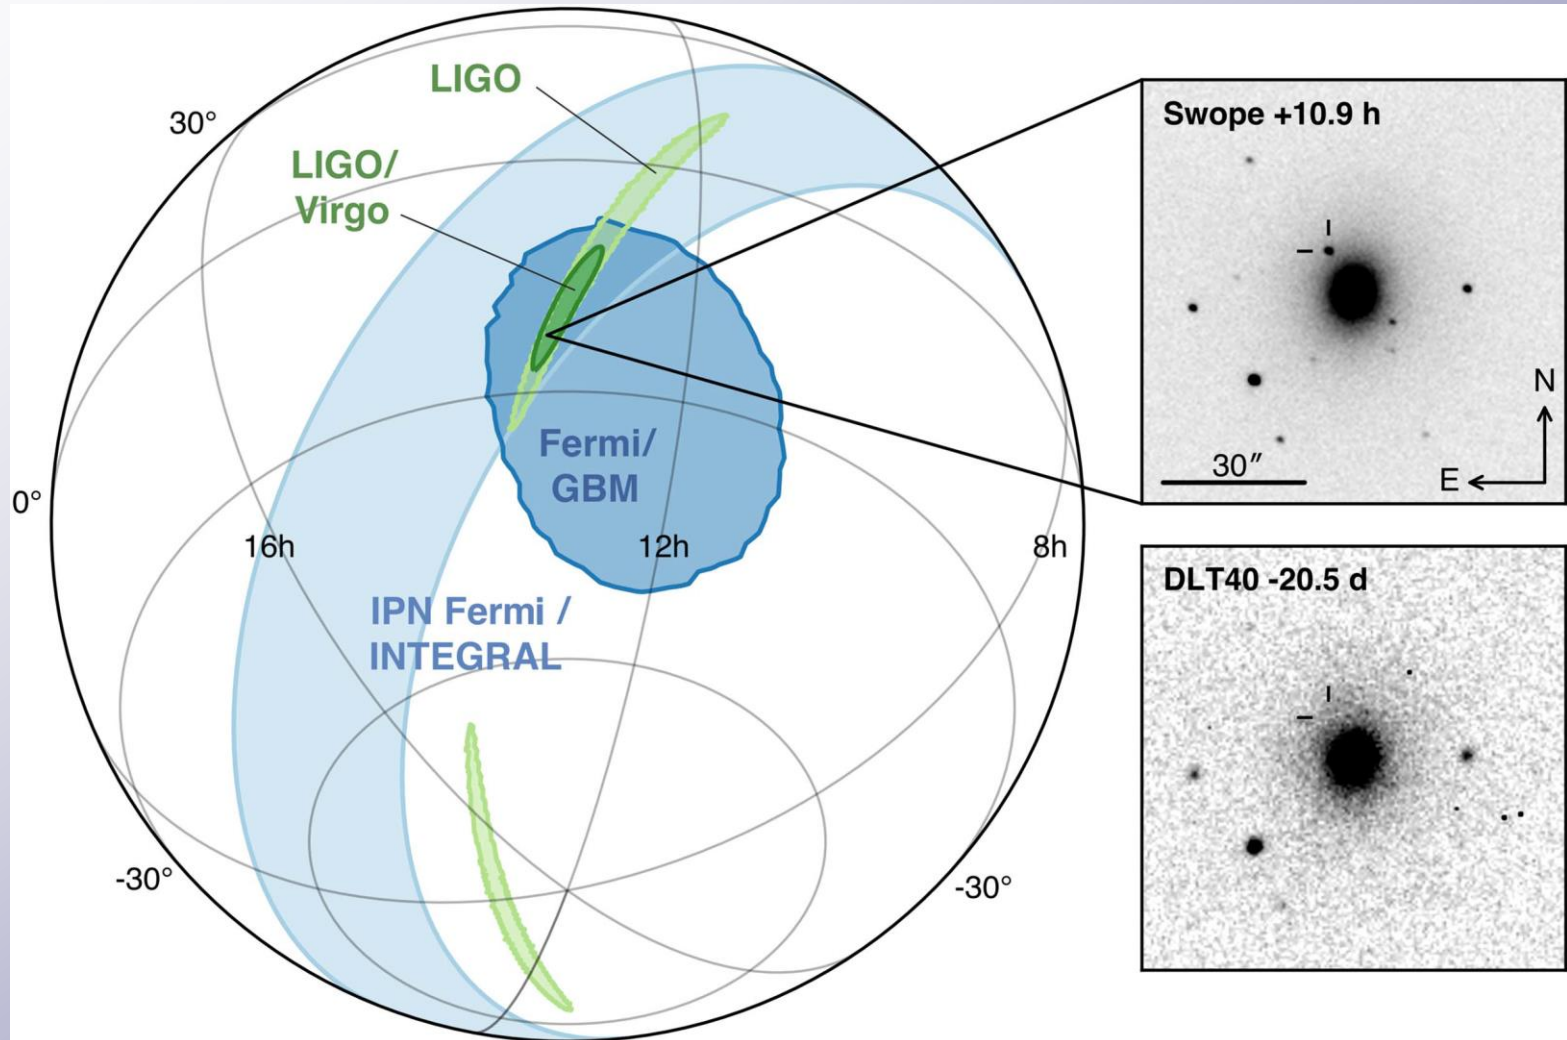 LIGO
30°
LIGO/
Virgo
Fermi/
GBM
0°
16h
12h
8h
IPN Fermi /
INTEGRAL
-30°
-30°
Swope +10.9 h
N
30″
E
DLT40 -20.5 d